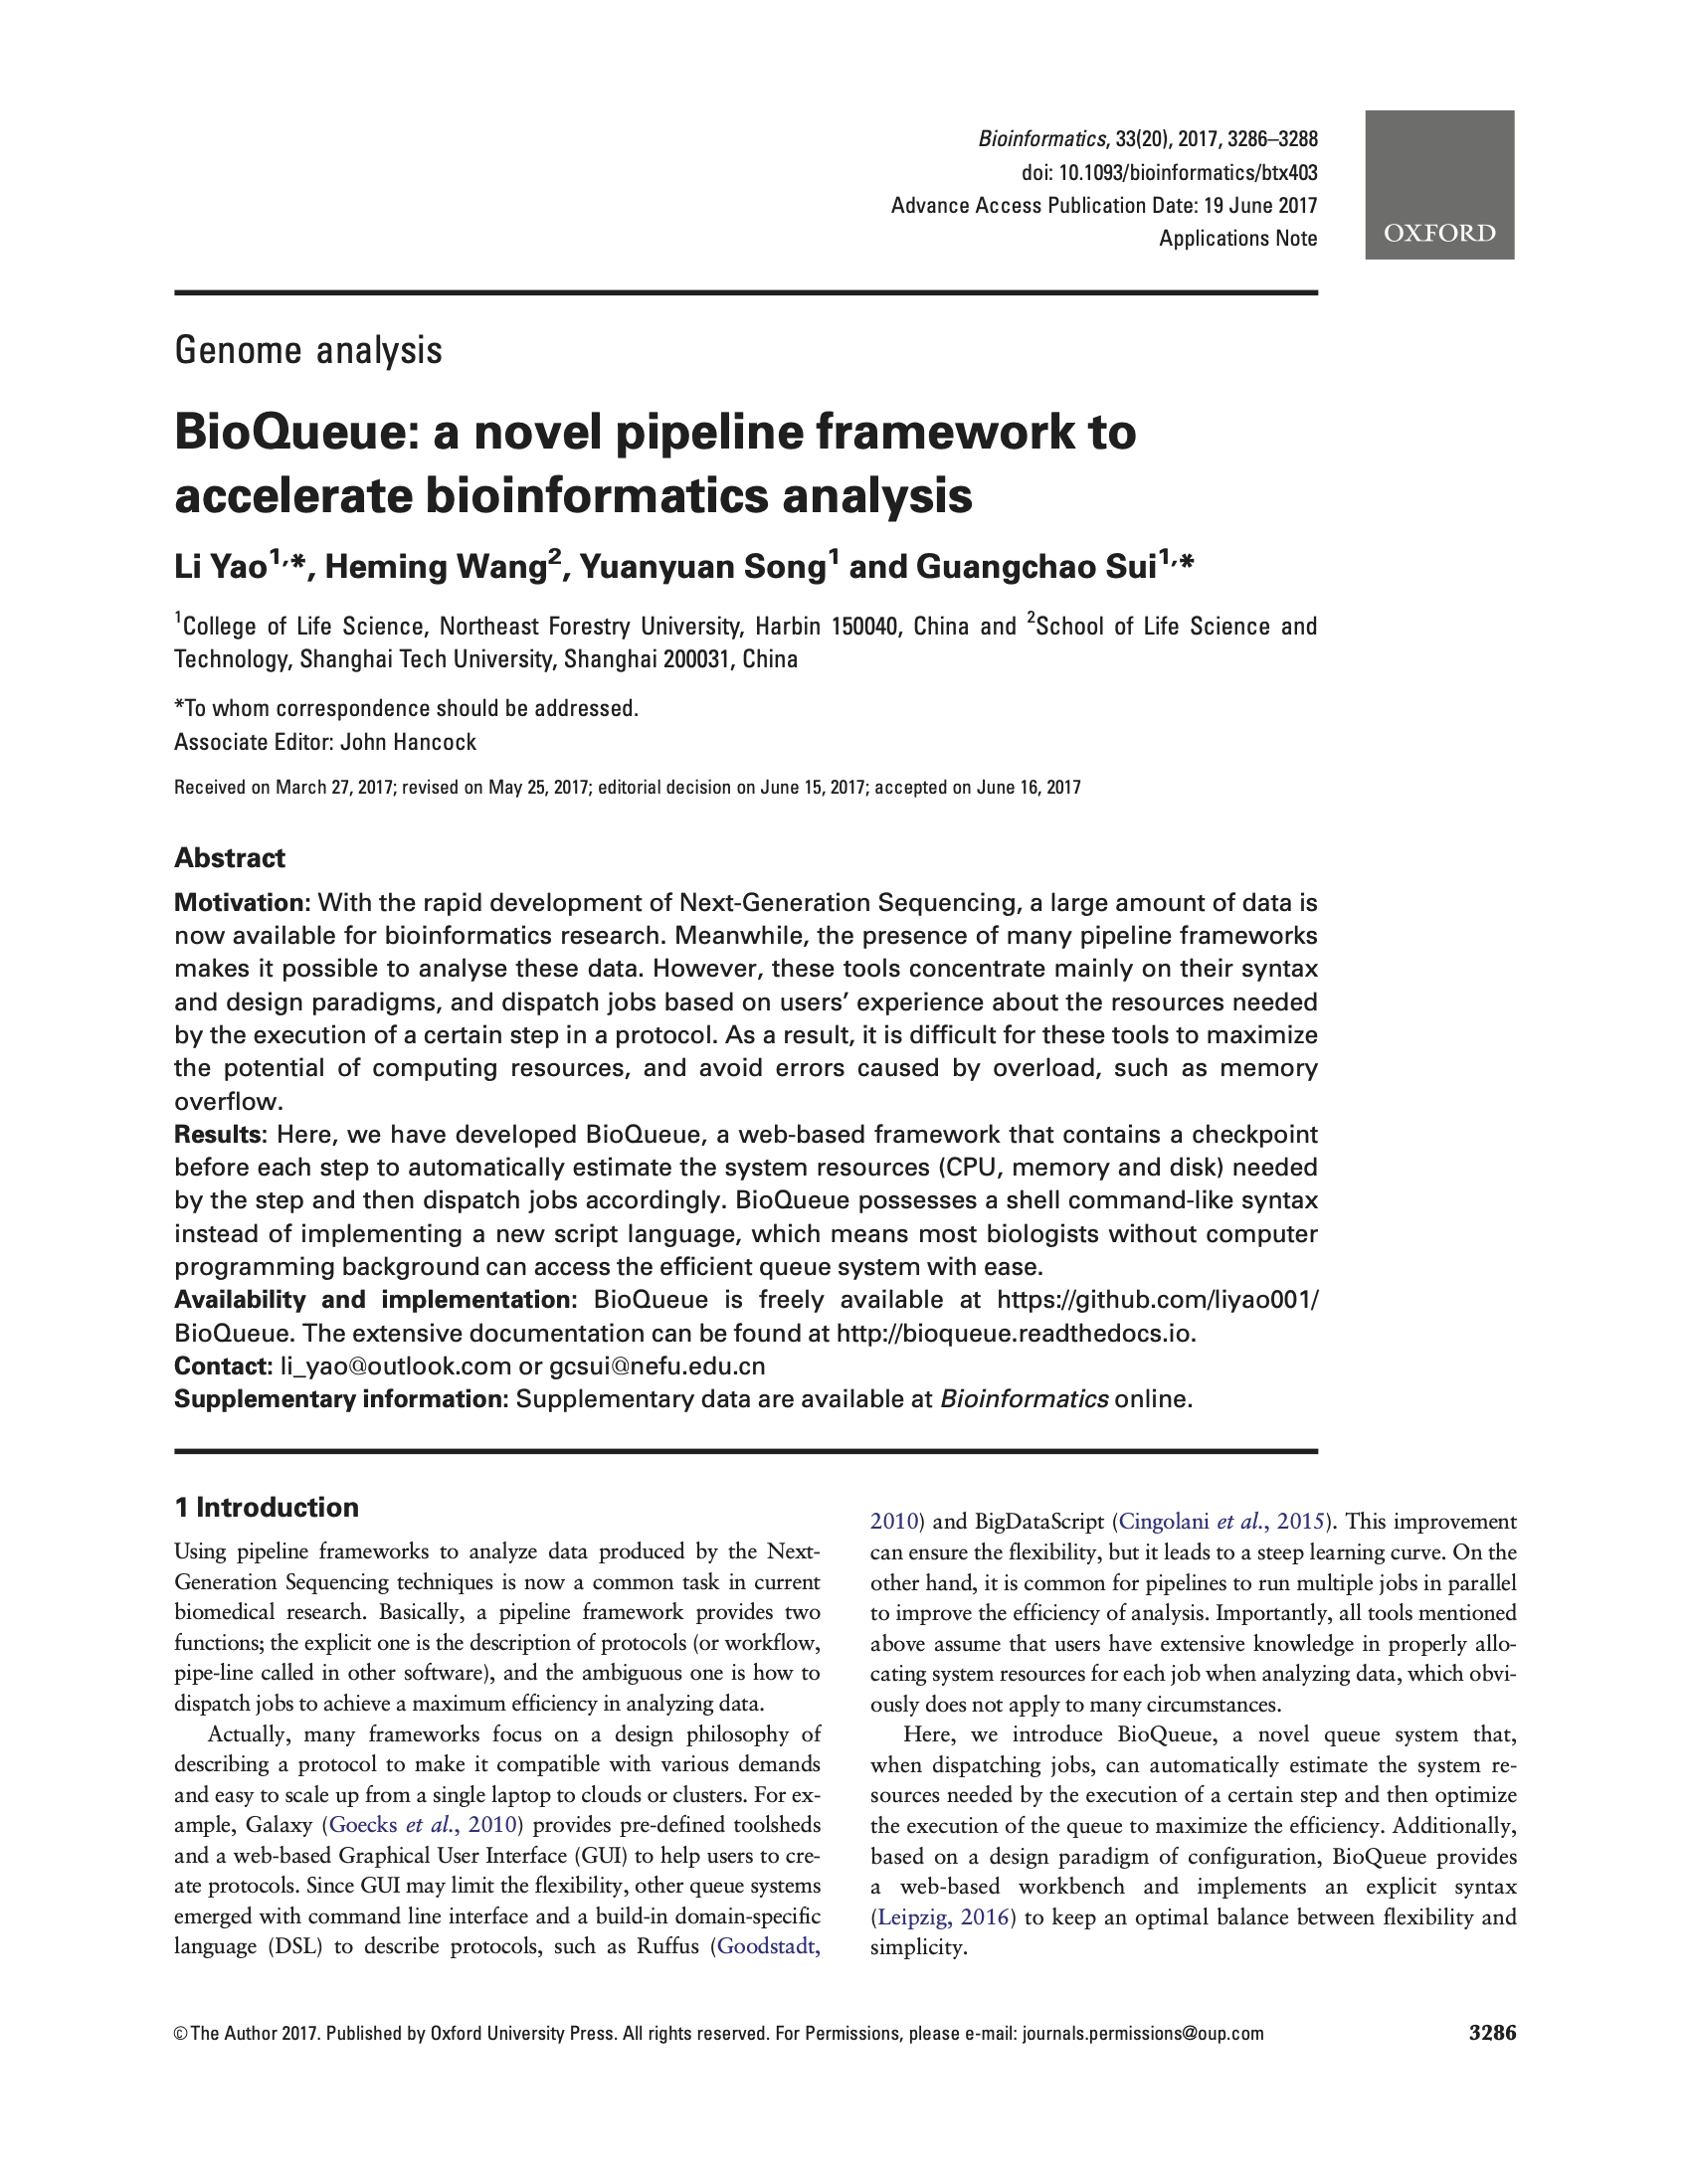 Bioinformatics, 33(20), 2017, 3286–3288
doi: 10.1093/bioinformatics/btx403
Advance Access Publication Date: 19 June 2017
Applications Note
OXFORD
Genome analysis
BioQueue: a novel pipeline framework to
accelerate bioinformatics analysis
Li Yao1,*, Heming Wang2, Yuanyuan Song1 and Guangchao Sui1,*
1College of Life Science, Northeast Forestry University, Harbin 150040, China and 2School of Life Science and
Technology, Shanghai Tech University, Shanghai 200031, China
*To whom correspondence should be addressed.
Associate Editor: John Hancock
Received on March 27, 2017; revised on May 25, 2017; editorial decision on June 15, 2017; accepted on June 16, 2017
Abstract
Motivation: With the rapid development of Next-Generation Sequencing, a large amount of data is
now available for bioinformatics research. Meanwhile, the presence of many pipeline frameworks
makes it possible to analyse these data. However, these tools concentrate mainly on their syntax
and design paradigms, and dispatch jobs based on users’ experience about the resources needed
by the execution of a certain step in a protocol. As a result, it is difficult for these tools to maximize
the potential of computing resources, and avoid errors caused by overload, such as memory
overflow.
Results: Here, we have developed BioQueue, a web-based framework that contains a checkpoint
before each step to automatically estimate the system resources (CPU, memory and disk) needed
by the step and then dispatch jobs accordingly. BioQueue possesses a shell command-like syntax
instead of implementing a new script language, which means most biologists without computer
programming background can access the efficient queue system with ease.
Availability and implementation: BioQueue is freely available at https://github.com/liyao001/
BioQueue. The extensive documentation can be found at http://bioqueue.readthedocs.io.
Contact: li_yao@outlook.com or gcsui@nefu.edu.cn
Supplementary information: Supplementary data are available at Bioinformatics online.
1 Introduction
Using pipeline frameworks to analyze data produced by the Next-
Generation Sequencing techniques is now a common task in current
biomedical research. Basically, a pipeline framework provides two
functions; the explicit one is the description of protocols (or workflow,
pipe-line called in other software), and the ambiguous one is how to
dispatch jobs to achieve a maximum efficiency in analyzing data.
Actually, many frameworks focus on a design philosophy of
describing a protocol to make it compatible with various demands
and easy to scale up from a single laptop to clouds or clusters. For ex-
ample, Galaxy (Goecks et al., 2010) provides pre-defined toolsheds
and a web-based Graphical User Interface (GUI) to help users to cre-
ate protocols. Since GUI may limit the flexibility, other queue systems
emerged with command line interface and a build-in domain-specific
language (DSL) to describe protocols, such as Ruffus (Goodstadt,
2010) and BigDataScript (Cingolani et al., 2015). This improvement
can ensure the flexibility, but it leads to a steep learning curve. On the
other hand, it is common for pipelines to run multiple jobs in parallel
to improve the efficiency of analysis. Importantly, all tools mentioned
above assume that users have extensive knowledge in properly allo-
cating system resources for each job when analyzing data, which obvi-
ously does not apply to many circumstances.
Here, we introduce BioQueue, a novel queue system that,
when dispatching jobs, can automatically estimate the system re-
sources needed by the execution of a certain step and then optimize
the execution of the queue to maximize the efficiency. Additionally,
based on a design paradigm of configuration, BioQueue provides
a web-based workbench and implements an explicit syntax
(Leipzig, 2016) to keep an optimal balance between flexibility and
simplicity.
© The Author 2017. Published by Oxford University Press. All rights reserved. For Permissions, please e-mail: journals.permissions@oup.com
3286